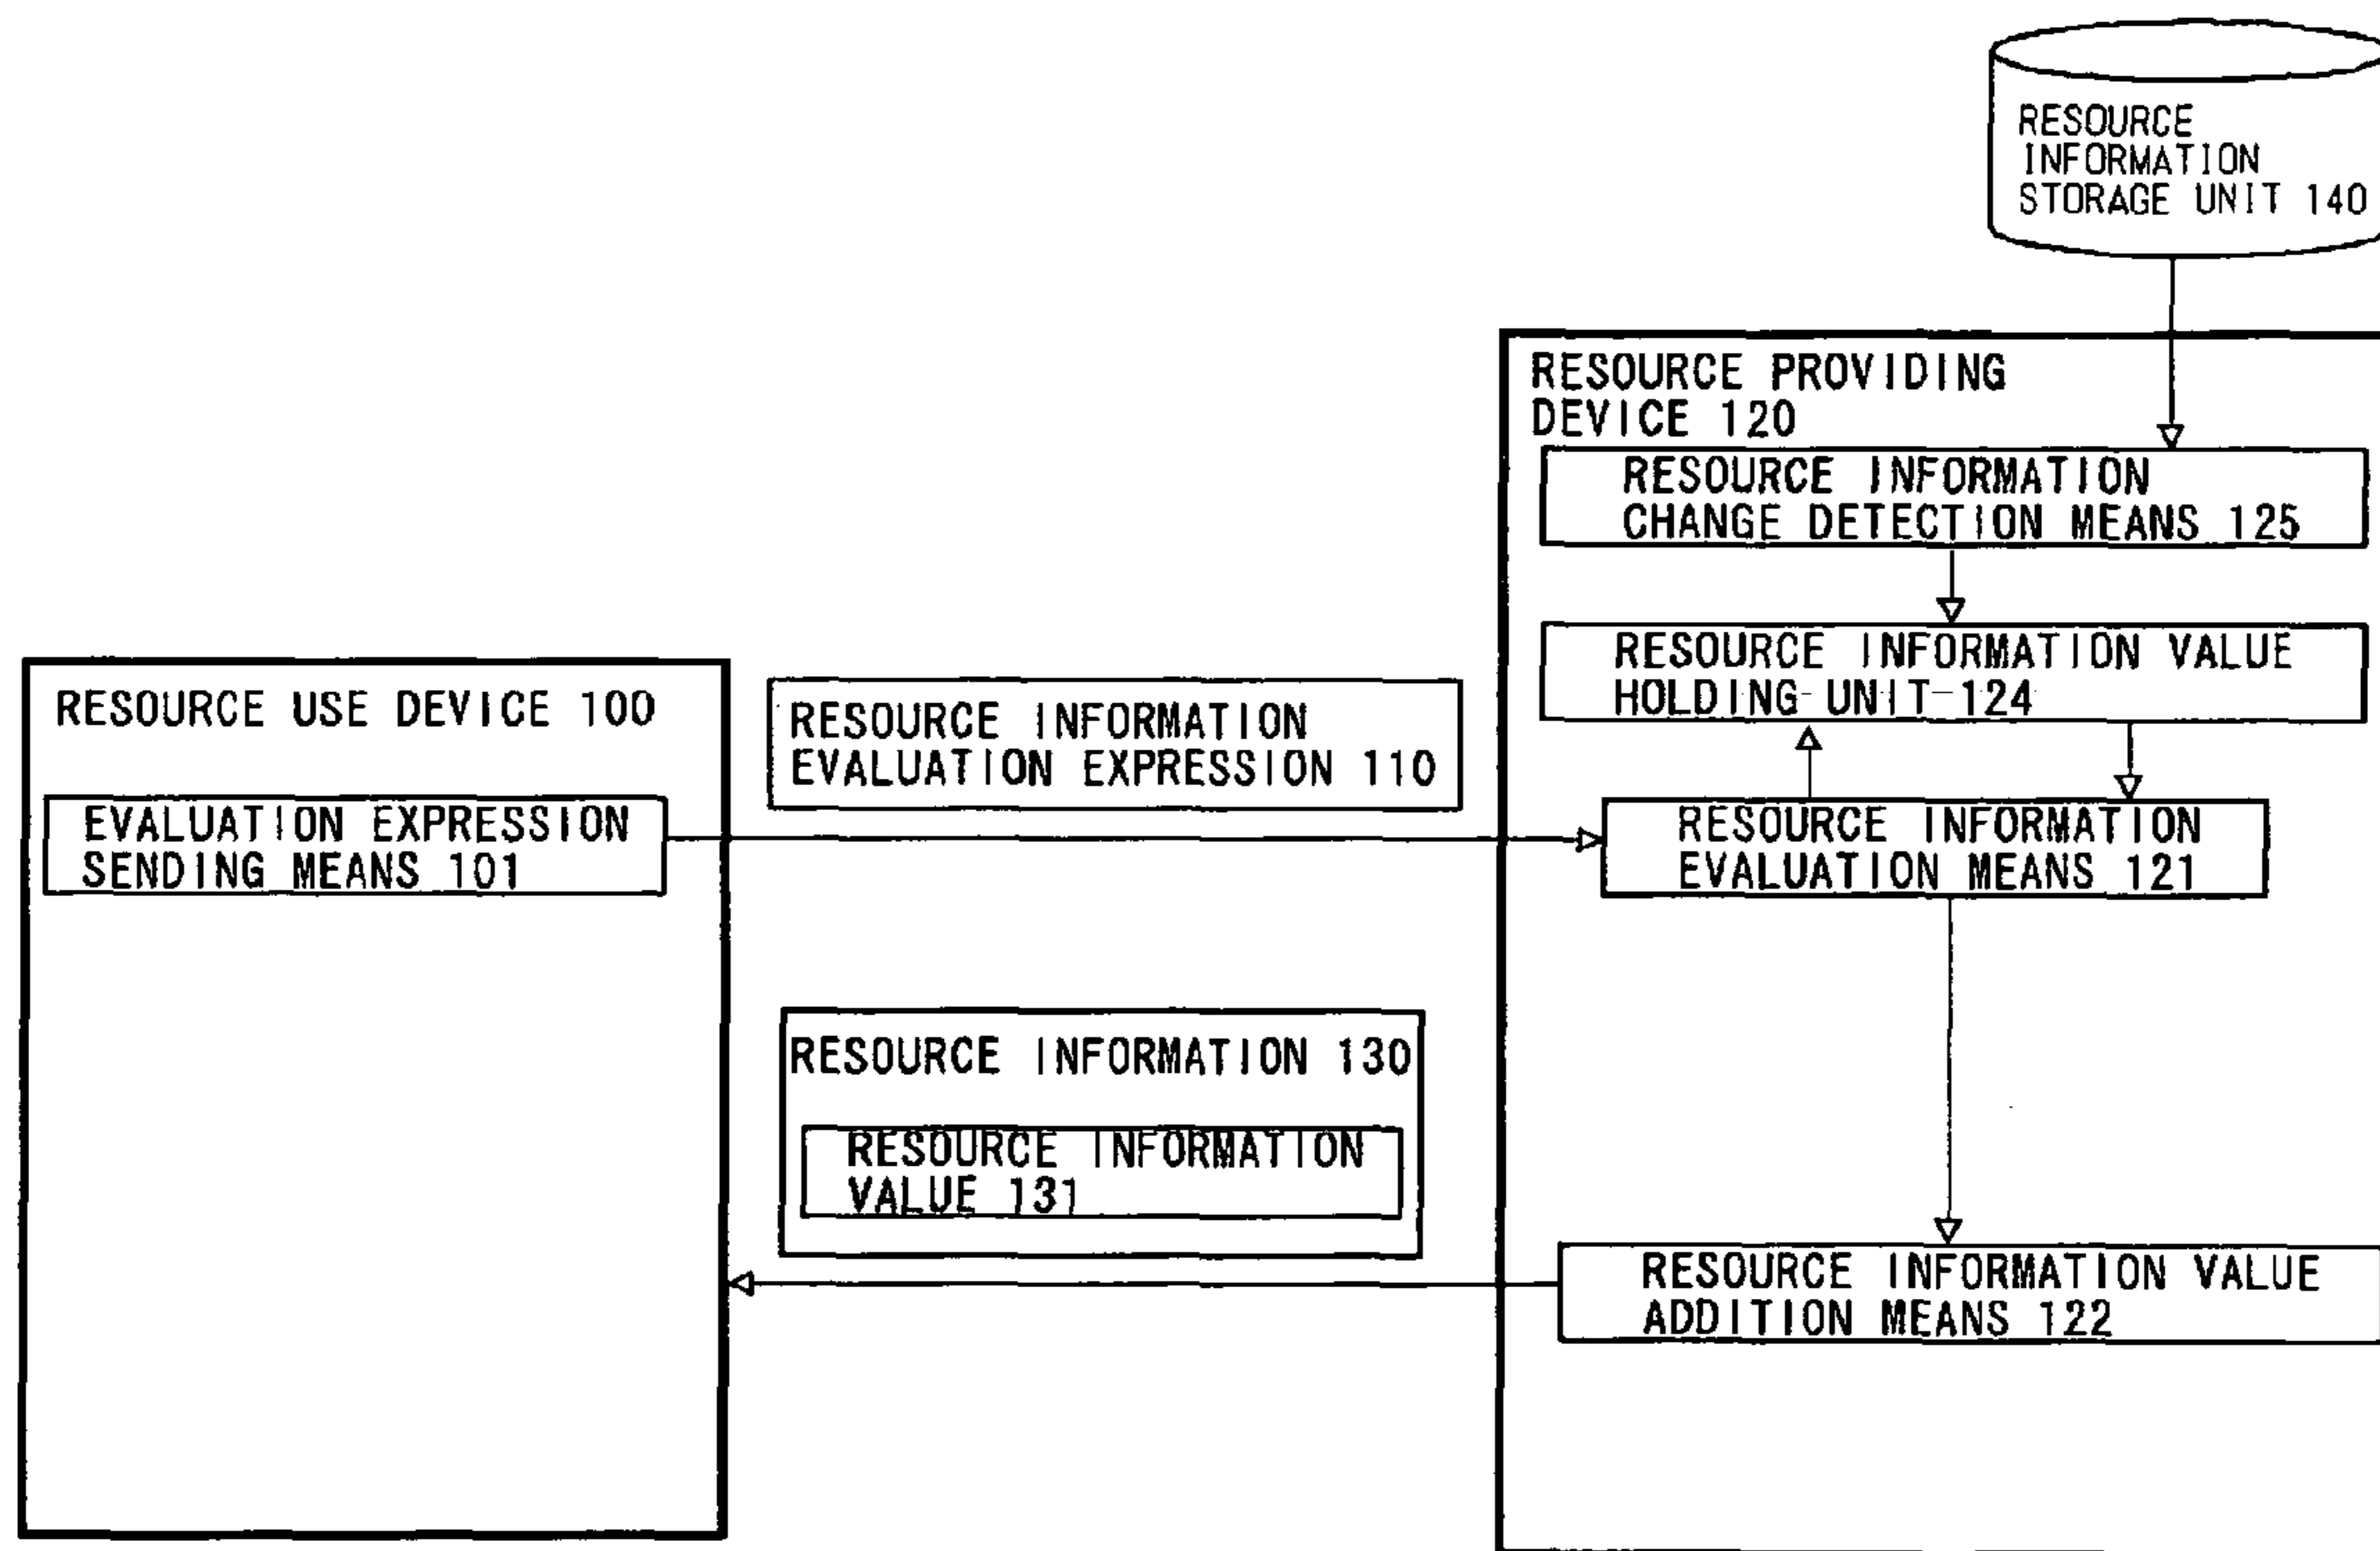 RESOURCE
INFORMATION
STORAGE UNIT 140
RESOURCE PROVIDING
DEVICE 120
RESOURCE INFORMATION
CHANGE DETECTION MEANS 125
RESOURCE INFORMATION VALUE
HOLDING UNIT 124
RESOURCE USE DEVICE 100
RESOURCE INFORMATION
EVALUATION EXPRESSION 110
EVALUATION EXPRESSION
SENDING MEANS 101
RESOURCE INFORMATION
EVALUATION MEANS 121
RESOURCE INFORMATION 130
RESOURCE INFORMATION
VALUE 131
RESOURCE INFORMATION VALUE
ADDITION MEANS 122